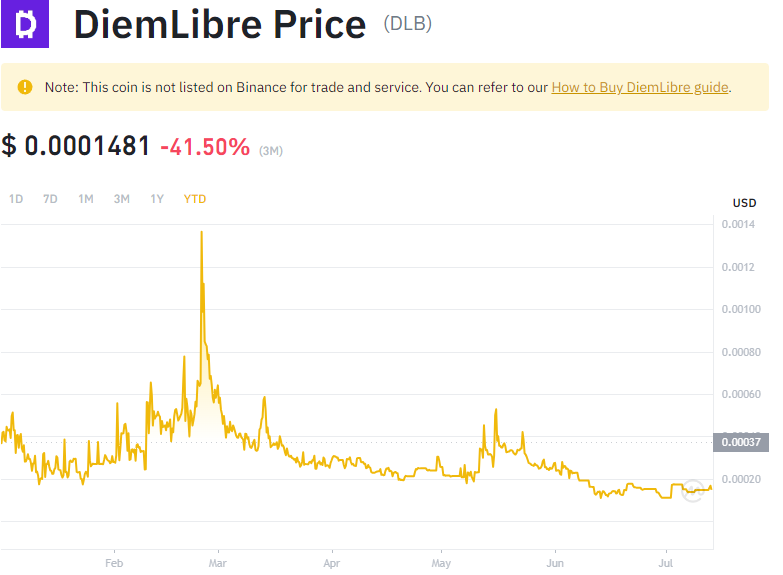 DiemLibre Price (DLB)
Note: This coin is not listed on Binance for trade and service. You can refer to our How to Buy DiemLibre guide.
$ 0.0001481 -41.50% (3M)
1D 7D 1M 3M 1Y YTD
USD
0.0014
0.0012
0.00100
0.00080
0.00060
0.00037
0.00020
Feb Mar Apr May Jun Jul